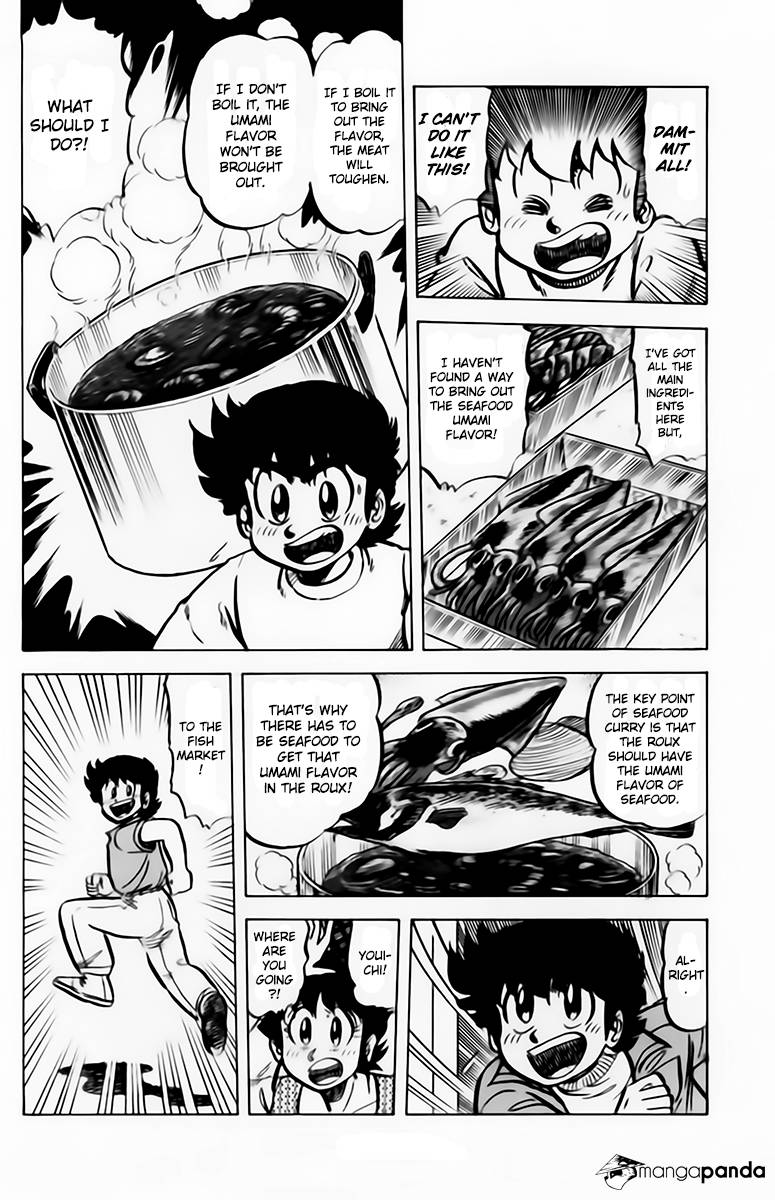 DAM-
MIT
ALL!
I CAN'T
DO IT
LIKE
THIS!
I'VE GOT
ALL THE
MAIN
INGREDI-
ENTS
HERE
BUT,
I HAVEN'T
FOUND A WAY
TO BRING OUT
THE SEAFOOD
UMAMI
FLAVOR!
IF I BOIL IT
TO BRING
OUT THE
FLAVOR,
THE MEAT
WILL
TOUGHEN.
IF I DON'T
BOIL IT, THE
UMAMI
FLAVOR
WON'T BE
BROUGHT
OUT.
WHAT
SHOULD I
DO?!
THE KEY POINT
OF SEAFOOD
CURRY IS THAT
THE ROUX
SHOULD HAVE
THE UMAMI
FLAVOR OF
SEAFOOD.
THAT'S WHY
THERE HAS TO
BE SEAFOOD TO
GET THAT
UMAMI FLAVOR
IN THE ROUX!
AL-
RIGHT
.
YOUI-
CHI!
WHERE
ARE
YOU
GOING
?!
TO THE
FISH
MARKET
!
mangapanda